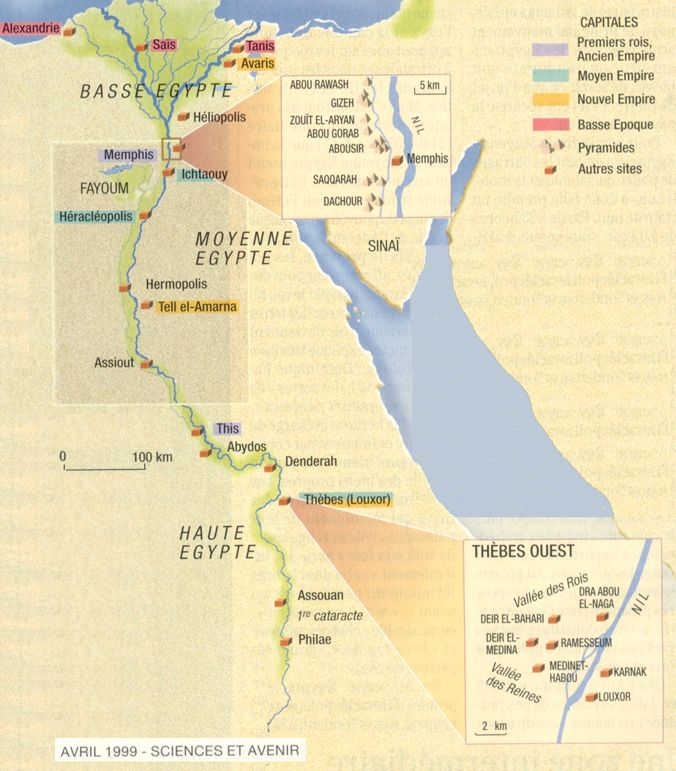 Alexandrie
Saïs
Tanis
Avaris
BASSE EGYPTE
Héliopolis
Memphis
Ichtaouy
FAYOUM
Héracléopolis
MOYENNE
EGYPTE
Hermopolis
Tell el-Amarna
Assiout
This
Abydos
Denderah
0 100 km
Thèbes (Louxor)
HAUTE
EGYPTE
Assouan
1re cataracte
Philae
SINAÏ
ABOU RAWASH
GIZEH
ZOUÏT EL-ARYAN
ABOU GORAB
ABOUSIR
SAQQARAH
DACHOUR
5 km
NIL
Memphis
CAPITALES
Premiers rois,
Ancien Empire
Moyen Empire
Nouvel Empire
Basse Epoque
Pyramides
Autres sites
THÈBES OUEST
Vallée des Rois
DRA ABOU
EL-NAGA
NIL
DEIR EL-BAHARI
DEIR EL-
MEDINA
RAMESSEUM
Vallée
des Reines
MEDINET-
HABOU
KARNAK
LOUXOR
2 km
AVRIL 1999 - SCIENCES ET AVENIR